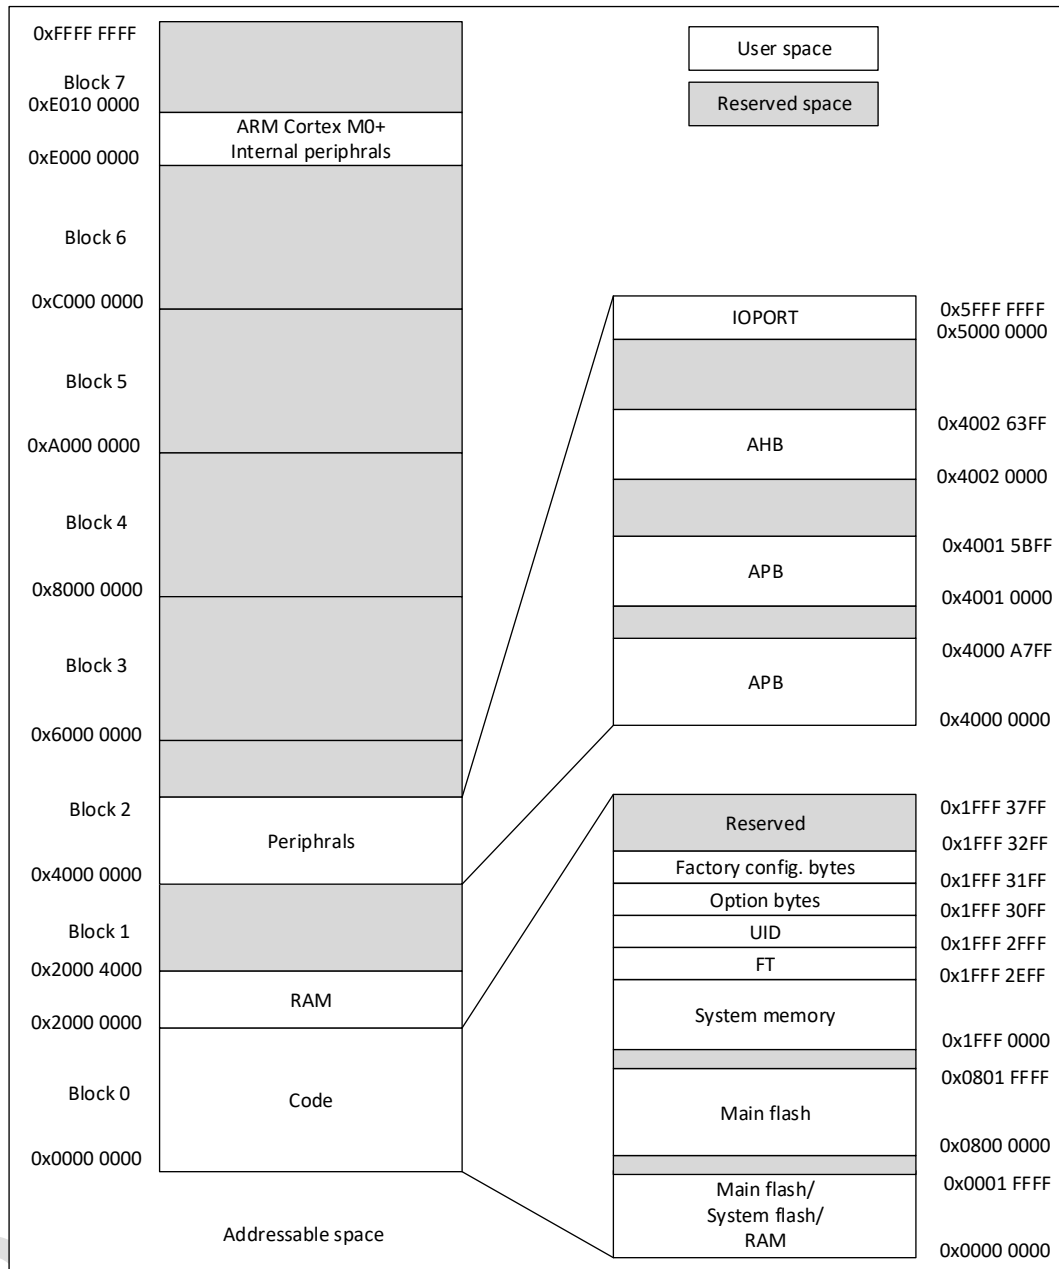 0xFFFF FFFF
Block 7
0xE010 0000
ARM Cortex M0+
Internal periphrals
0xE000 0000
Block 6
0xC000 0000
Block 5
0xA000 0000
Block 4
0x8000 0000
Block 3
0x6000 0000
Block 2
Periphrals
0x4000 0000
Block 1
0x2000 4000
RAM
0x2000 0000
Block 0
Code
0x0000 0000
Addressable space
User space
Reserved space
IOPORT
0x5FFF FFFF
0x5000 0000
AHB
0x4002 63FF
0x4002 0000
APB
0x4001 5BFF
0x4001 0000
APB
0x4000 A7FF
0x4000 0000
Reserved
0x1FFF 37FF
0x1FFF 32FF
Factory config. bytes
0x1FFF 31FF
Option bytes
0x1FFF 30FF
UID
0x1FFF 2FFF
FT
0x1FFF 2EFF
System memory
0x1FFF 0000
0x0801 FFFF
Main flash
0x0800 0000
0x0001 FFFF
Main flash/
System flash/
RAM
0x0000 0000